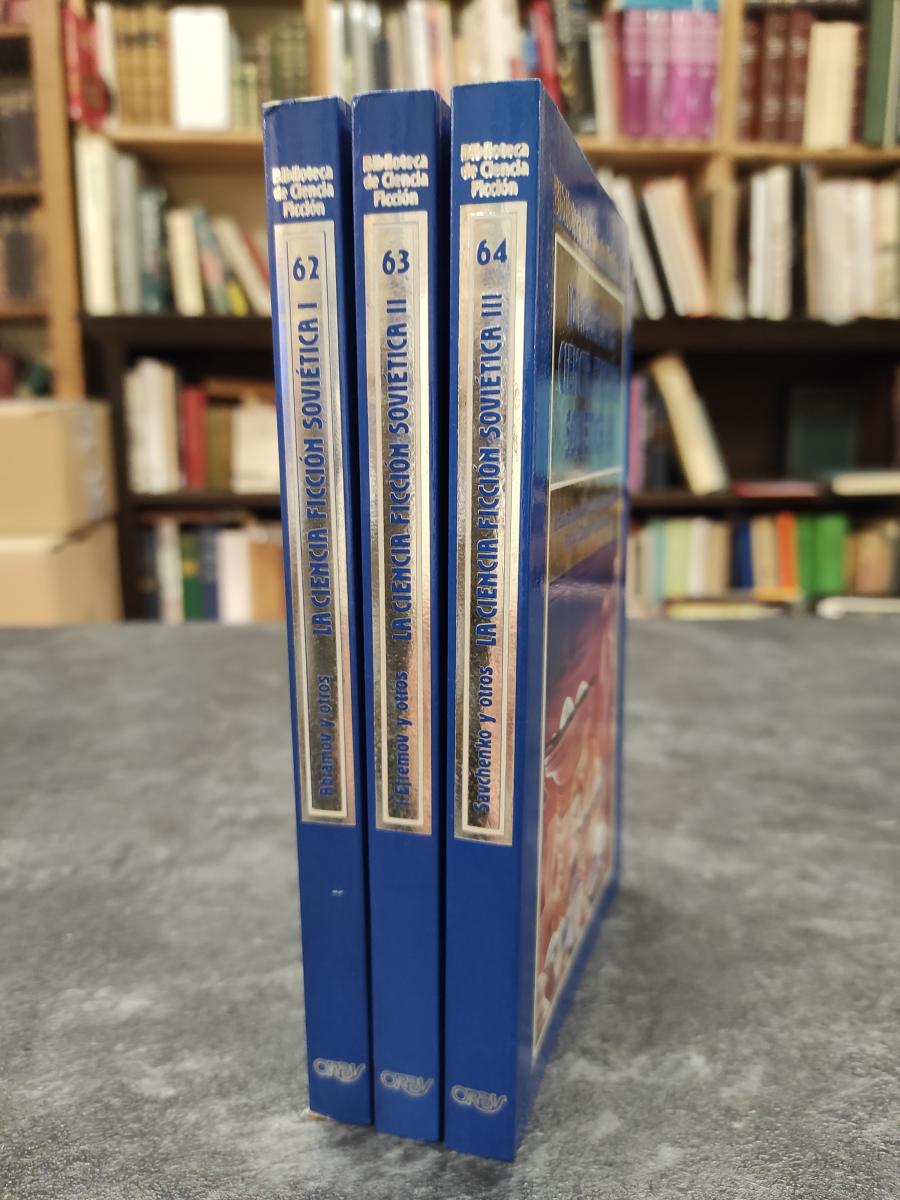 Biblioteca
de Ciencia
Ficción
62
Abramov y otros LA CIENCIA FICCIÓN SOVIÉTICA I
ORBIS
Biblioteca
de Ciencia
Ficción
63
I Efremov y otros LA CIENCIA FICCIÓN SOVIÉTICA II
ORBIS
Biblioteca
de Ciencia
Ficción
64
Savchenko y otros LA CIENCIA FICCIÓN SOVIÉTICA III
ORBIS